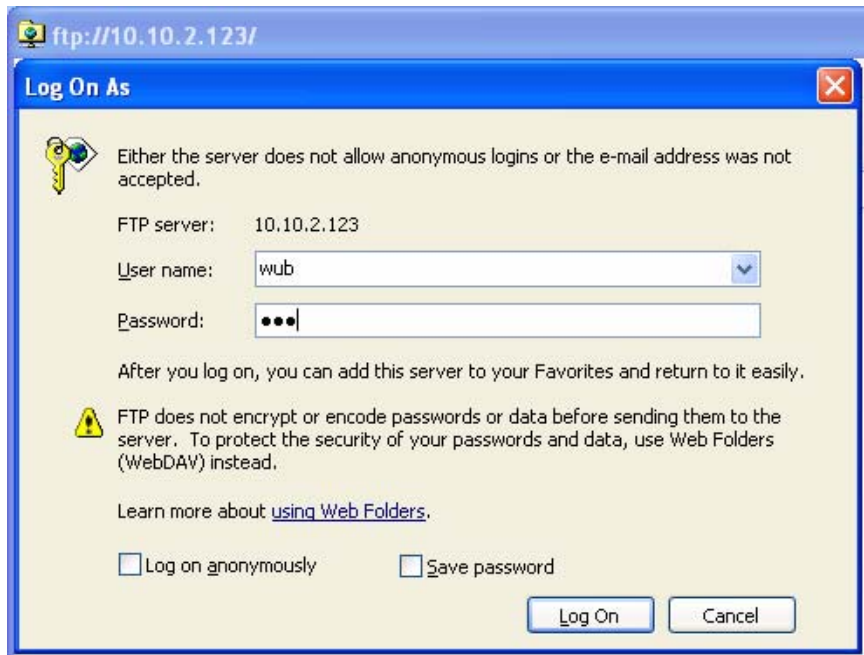 ftp://10.10.2.123/
Log On As
Either the server does not allow anonymous logins or the e-mail address was not
accepted.
FTP server: 10.10.2.123
User name: wub
Password: ●●●
After you log on, you can add this server to your Favorites and return to it easily.
FTP does not encrypt or encode passwords or data before sending them to the
server. To protect the security of your passwords and data, use Web Folders
(WebDAV) instead.
Learn more about using Web Folders.
Log on anonymously Save password
Log On Cancel